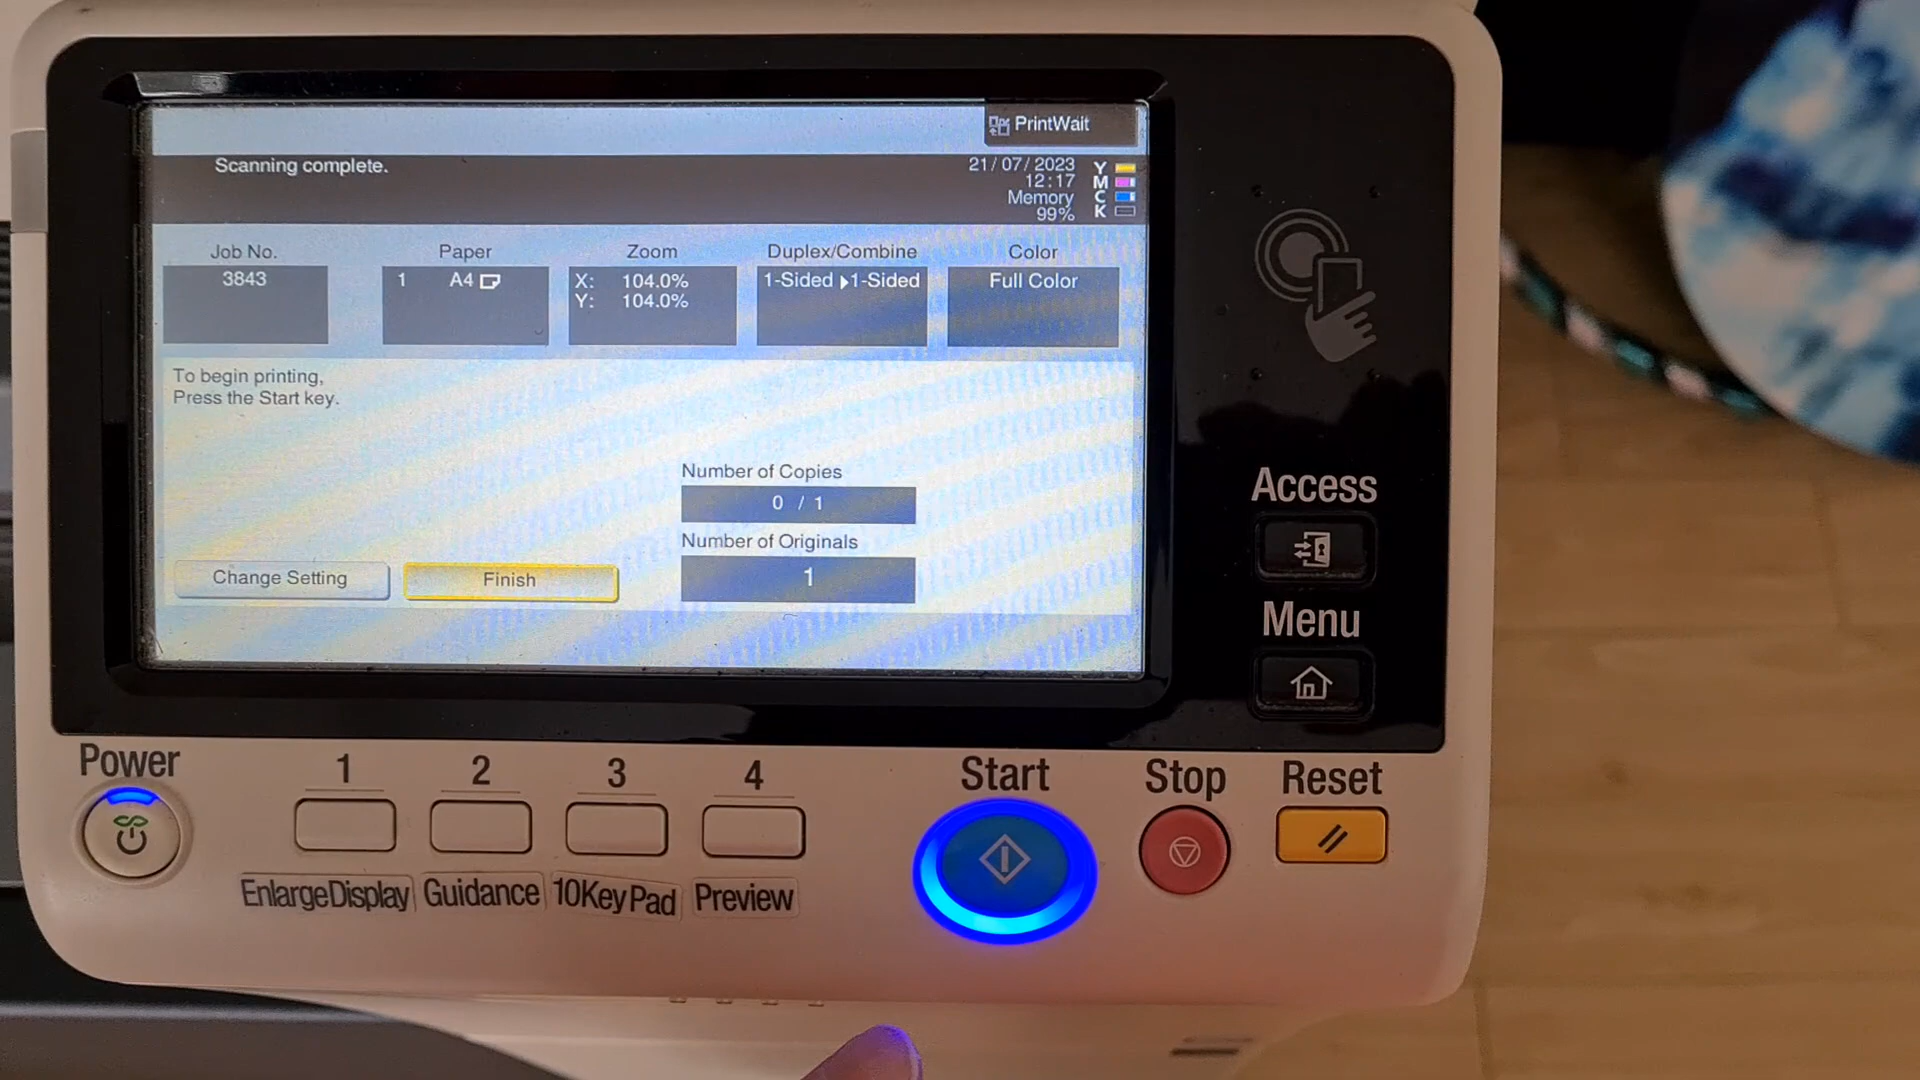 PrintWait
Scanning complete.
21/07/2023
12:17
Memory
99%
Y
M
C
K
Job No.
3843
Paper
1 A4
Zoom
X: 104.0%
Y: 104.0%
Duplex/Combine
1-Sided ▸1-Sided
Color
Full Color
To begin printing,
Press the Start key.
Number of Copies
0 / 1
Number of Originals
1
Change Setting
Finish
Access
Menu
Power
1
2
3
4
Start
Stop
Reset
EnlargeDisplay
Guidance
10KeyPad
Preview